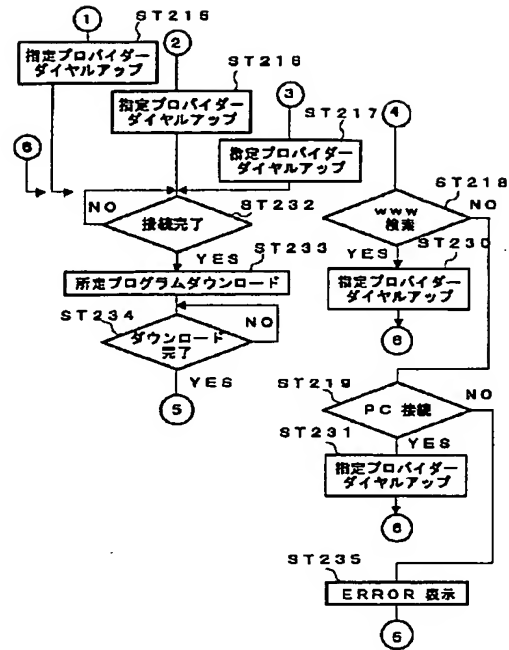 ①
ST216
指定プロバイダー
ダイヤルアップ
②
ST216
指定プロバイダー
ダイヤルアップ
③
ST217
指定プロバイダー
ダイヤルアップ
⑥
NO
接続完了
ST232
YES
ST233
所定プログラムダウンロード
ST234
NO
ダウンロード
完了
YES
⑤
④
ST218
www
検索
NO
YES
ST230
指定プロバイダー
ダイヤルアップ
⑥
ST219
PC 接続
NO
YES
ST231
指定プロバイダー
ダイヤルアップ
⑥
ST235
ERROR 表示
⑤